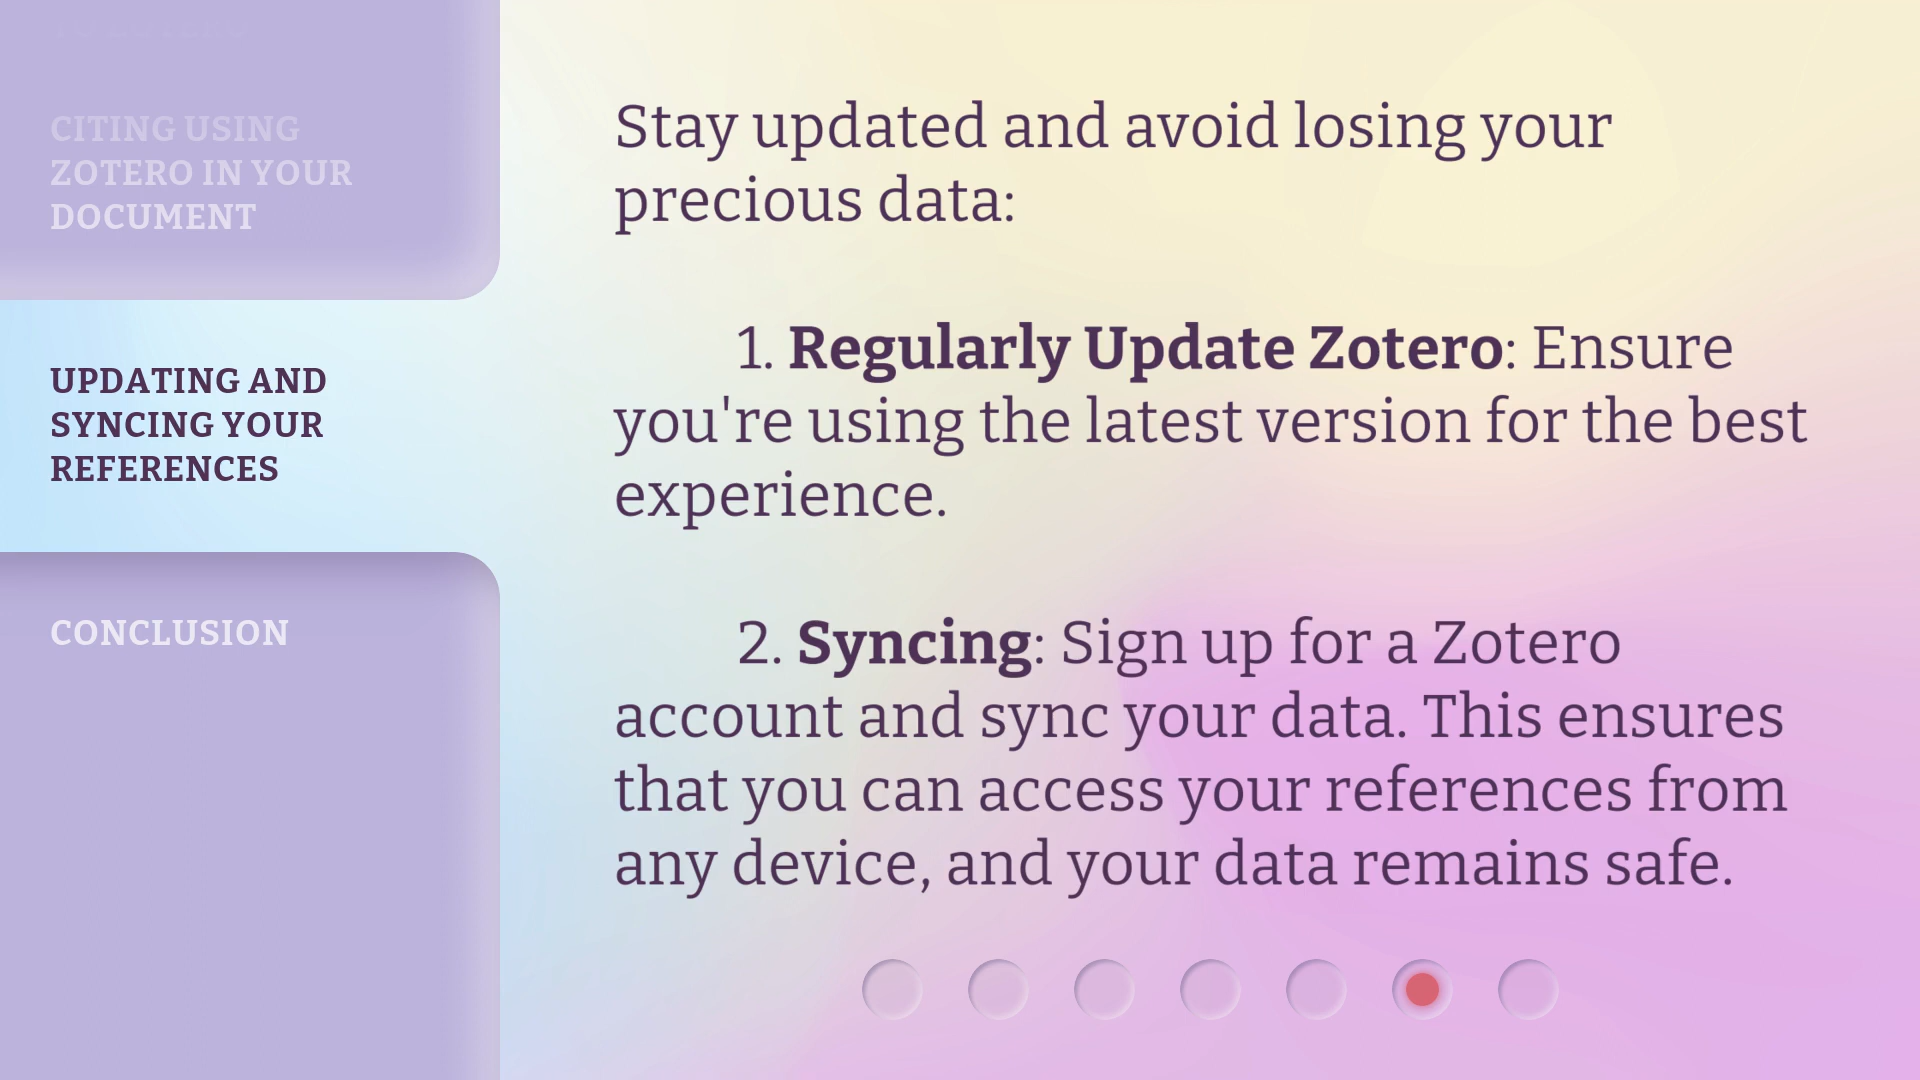 CITING USING
ZOTERO IN YOUR
DOCUMENT
UPDATING AND
SYNCING YOUR
REFERENCES
CONCLUSION
Stay updated and avoid losing your
precious data:
1. Regularly Update Zotero: Ensure
you're using the latest version for the best
experience.
2. Syncing: Sign up for a Zotero
account and sync your data. This ensures
that you can access your references from
any device, and your data remains safe.